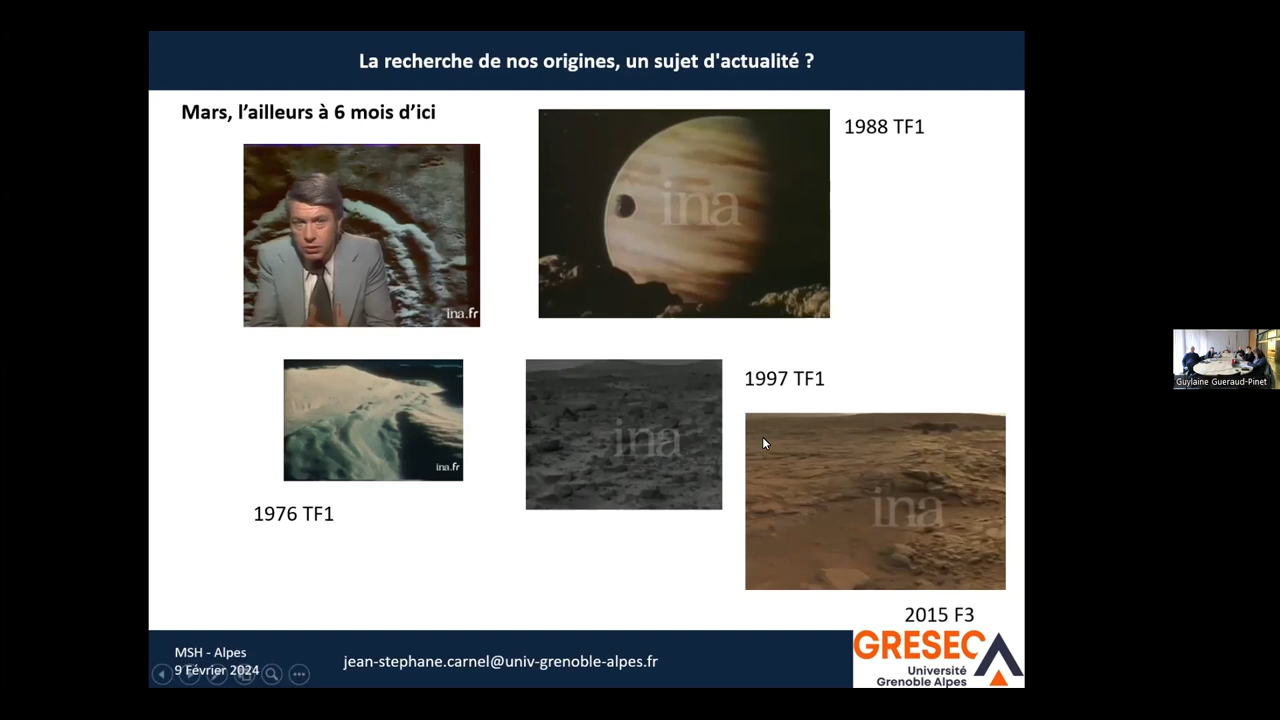 La recherche de nos origines, un sujet d'actualité ?
Mars, l’ailleurs à 6 mois d’ici
1988 TF1
ina
ina.fr
1997 TF1
ina
ina.fr
ina
1976 TF1
2015 F3
MSH - Alpes
9 Février 2024
jean-stephane.carnel@univ-grenoble-alpes.fr
GRESEC
Université
Grenoble Alpes
Guylaine Gueraud-Pinet